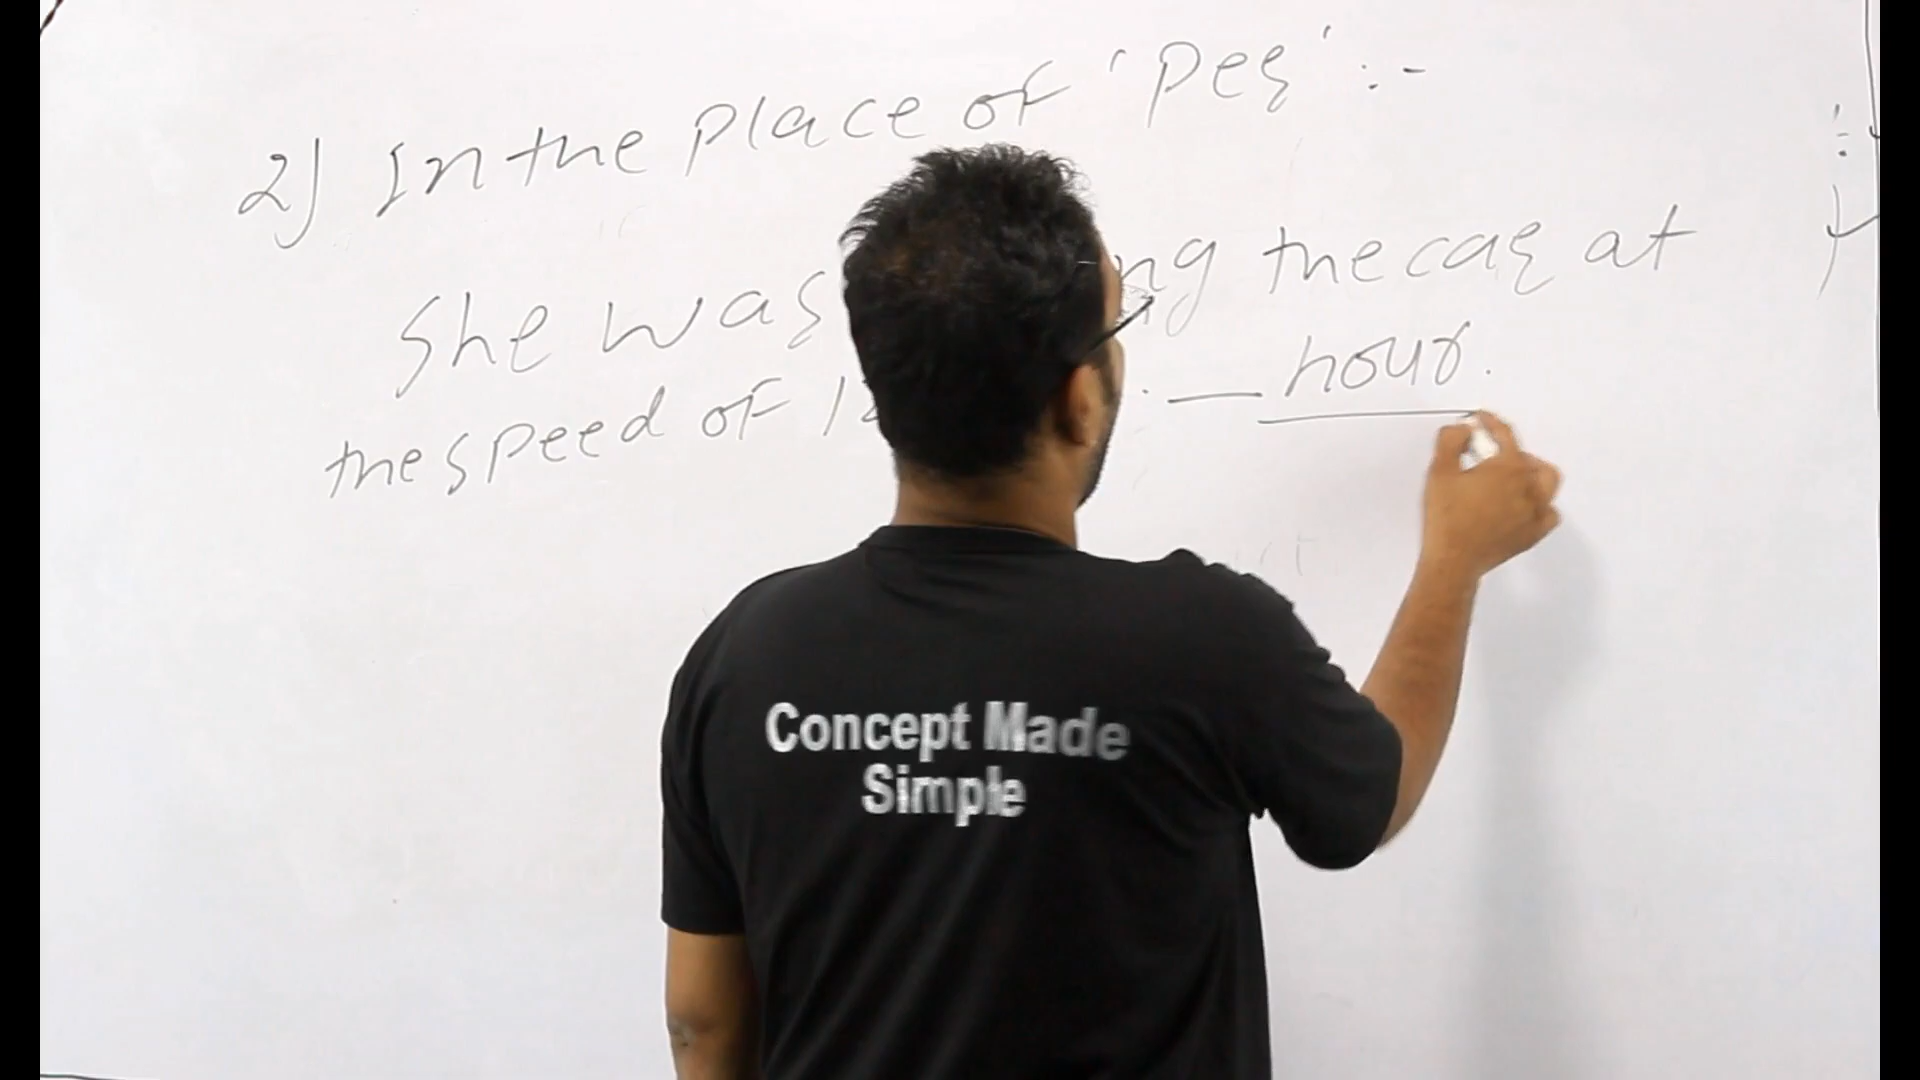 2) In the place of 'Per' :-
She was ng the car at
the speed of hour.
Concept Made
Simple